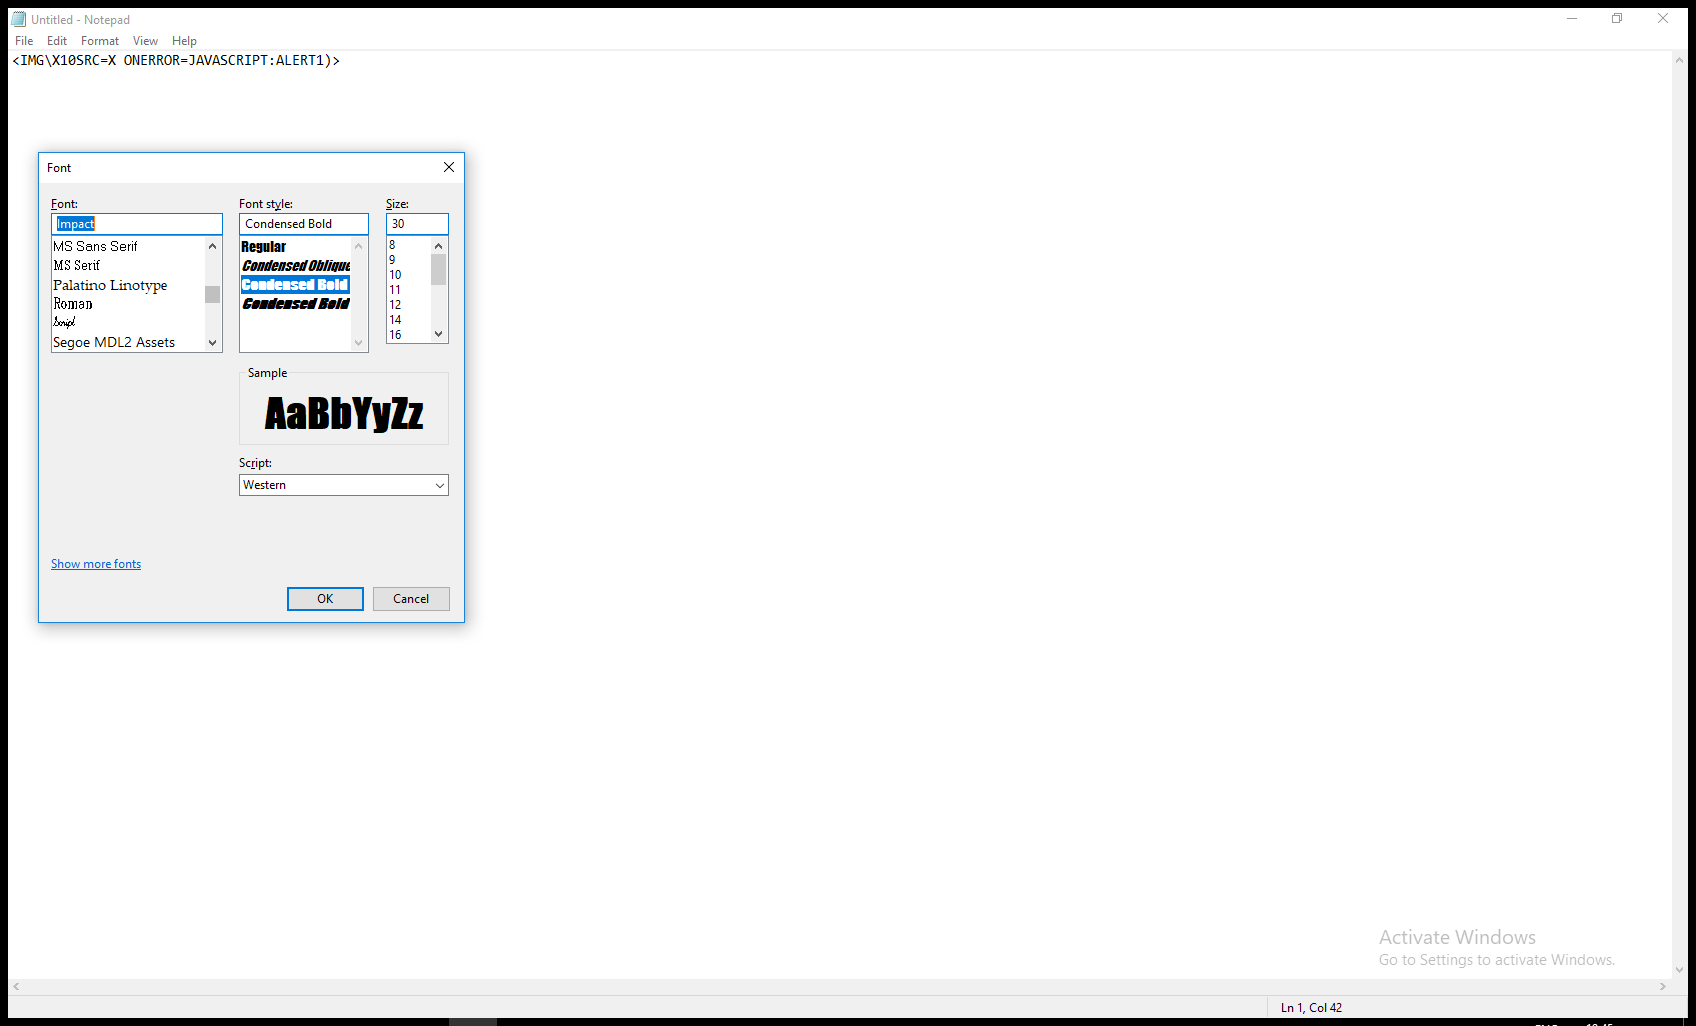 Untitled - Notepad
File Edit Format View Help
<IMG\X10SRC=X ONERROR=JAVASCRIPT:ALERT1)>
Font
Font:
Impact
MS Sans Serif
MS Serif
Palatino Linotype
Roman
Script
Segoe MDL2 Assets
Font style:
Condensed Bold
Regular
Condensed Oblique
Condensed Bold
Condensed Bold
Size:
30
8
9
10
11
12
14
16
Sample
AaBbYyZz
Script:
Western
Show more fonts
OK Cancel
Activate Windows
Go to Settings to activate Windows.
Ln 1, Col 42